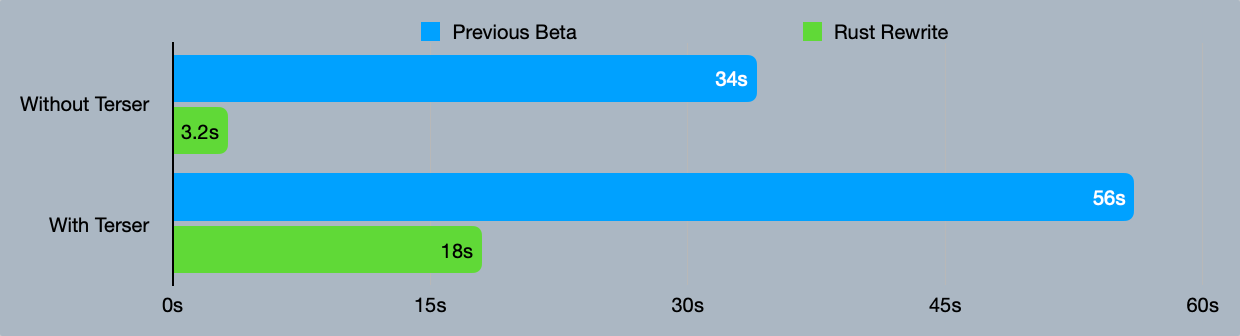 Previous Beta
Rust Rewrite
Without Terser
34s
3.2s
With Terser
56s
18s
0s 15s 30s 45s 60s